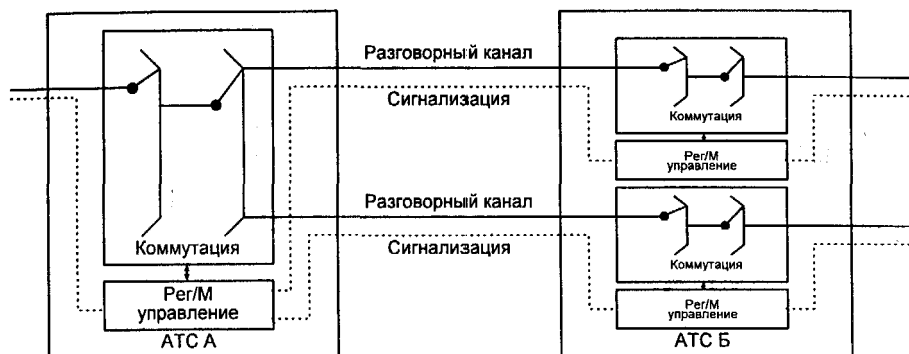 Разговорный канал
Сигнализация
Коммутация
Рег/М
управление
Разговорный канал
Сигнализация
Коммутация
Рег/М
управление
АТС А
Коммутация
Рег/М
управление
АТС Б